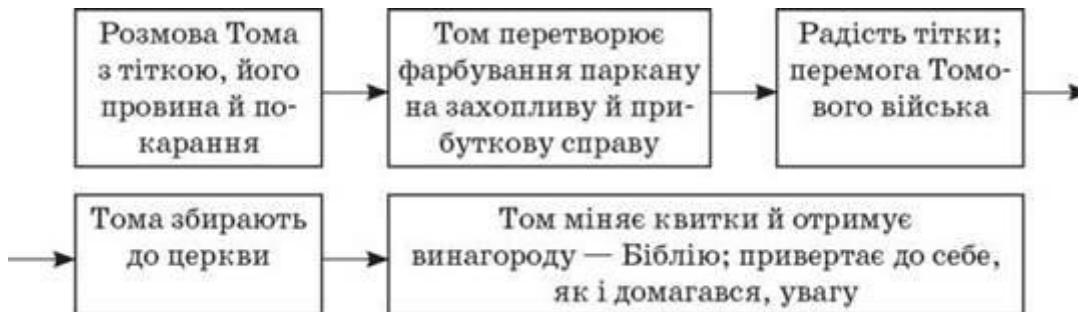 Розмова Тома
з тіткою, його
провина й по-
карання
Том перетворює
фарбування паркану
на захопливу й при-
буткову справу
Радість тітки;
перемога Томо-
вого війська
Тома збирають
до церкви
Том міняє квитки й отримує
винагороду — Біблію; привертає до себе,
як і домагався, увагу